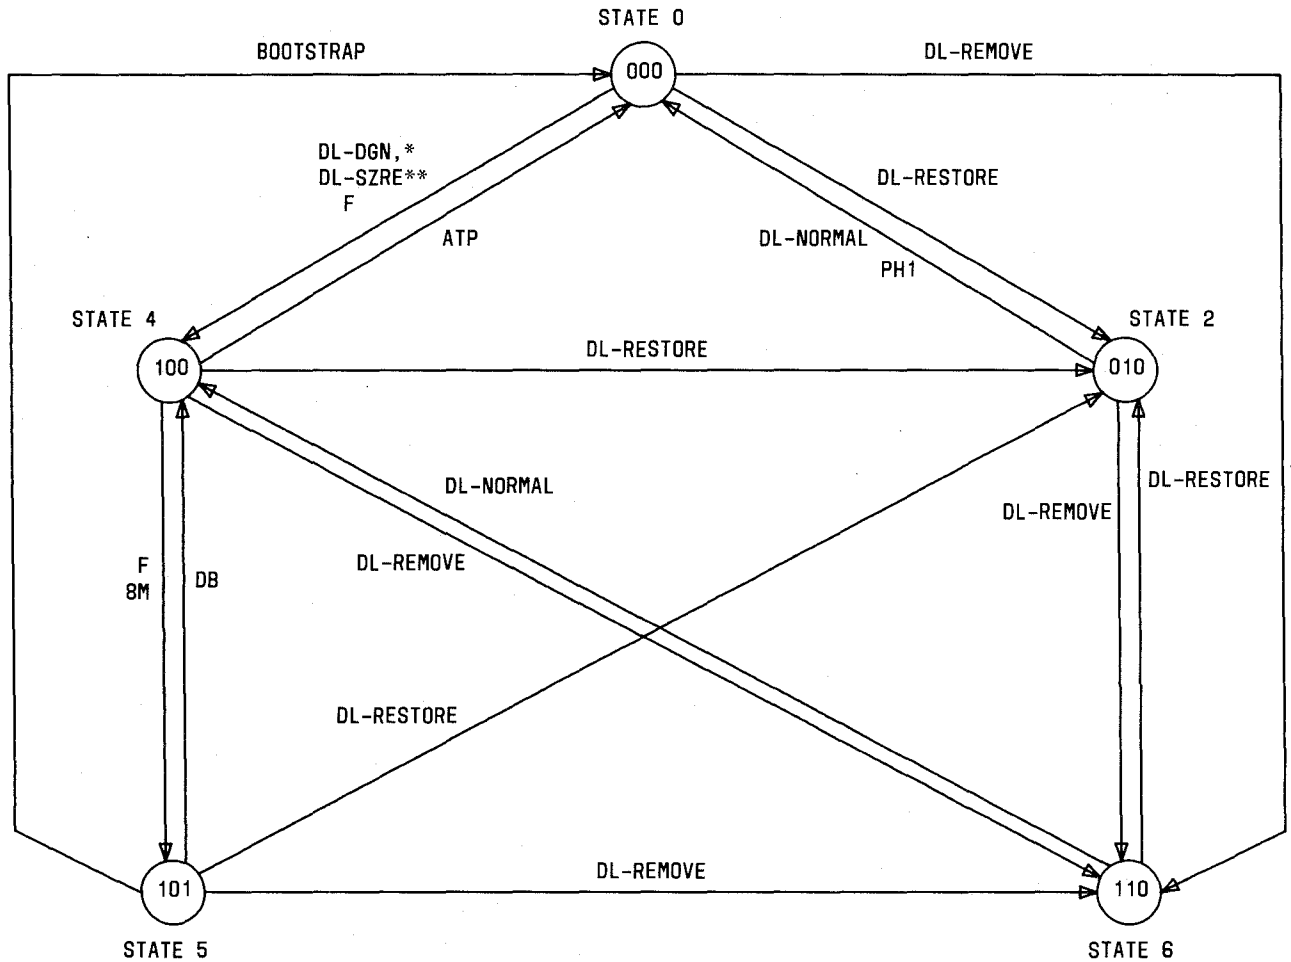 STATE 0
BOOTSTRAP
DL-REMOVE
000
DL-DGN,*
DL-SZRE**
F
DL-RESTORE
ATP
DL-NORMAL
PH1
STATE 4
STATE 2
100
DL-RESTORE
010
DL-NORMAL
DL-RESTORE
DL-REMOVE
DL-REMOVE
F
8M
DB
DL-RESTORE
DL-REMOVE
101
110
STATE 5
STATE 6